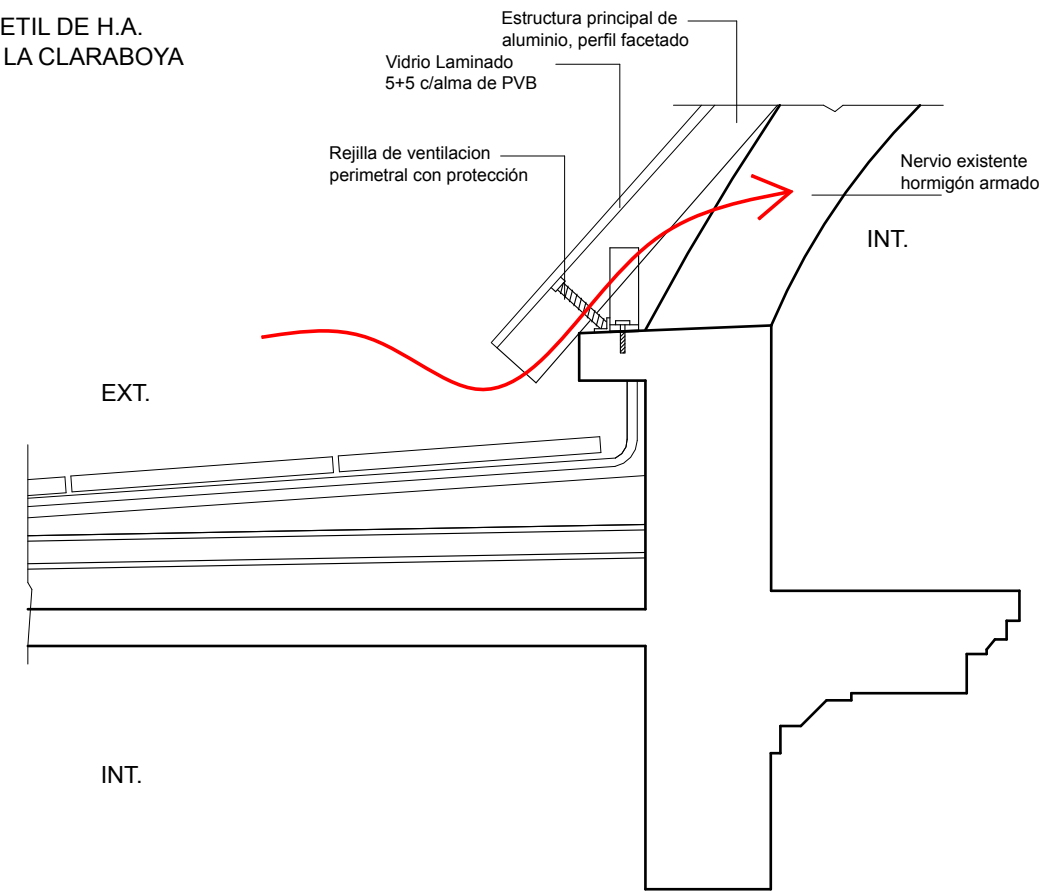 ETIL DE H.A.
LA CLARABOYA
Estructura principal de
aluminio, perfil facetado
Vidrio Laminado
5+5 c/alma de PVB
Rejilla de ventilacion
perimetral con protección
Nervio existente
hormigón armado
INT.
EXT.
INT.